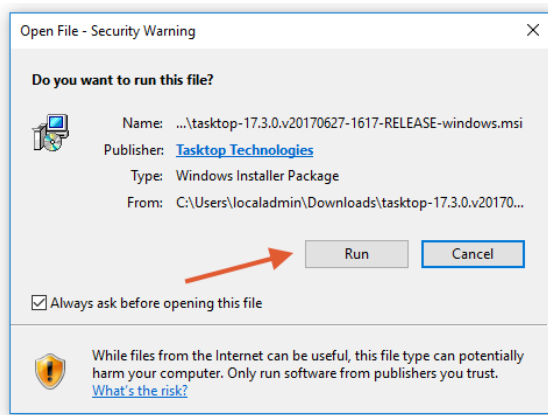 Open File - Security Warning
Do you want to run this file?
Name: ...\tasktop-17.3.0.v20170627-1617-RELEASE-windows.msi
Publisher: Tasktop Technologies
Type: Windows Installer Package
From: C:\Users\localadmin\Downloads\tasktop-17.3.0.v20170...
Run Cancel
Always ask before opening this file
While files from the Internet can be useful, this file type can potentially
harm your computer. Only run software from publishers you trust.
What's the risk?